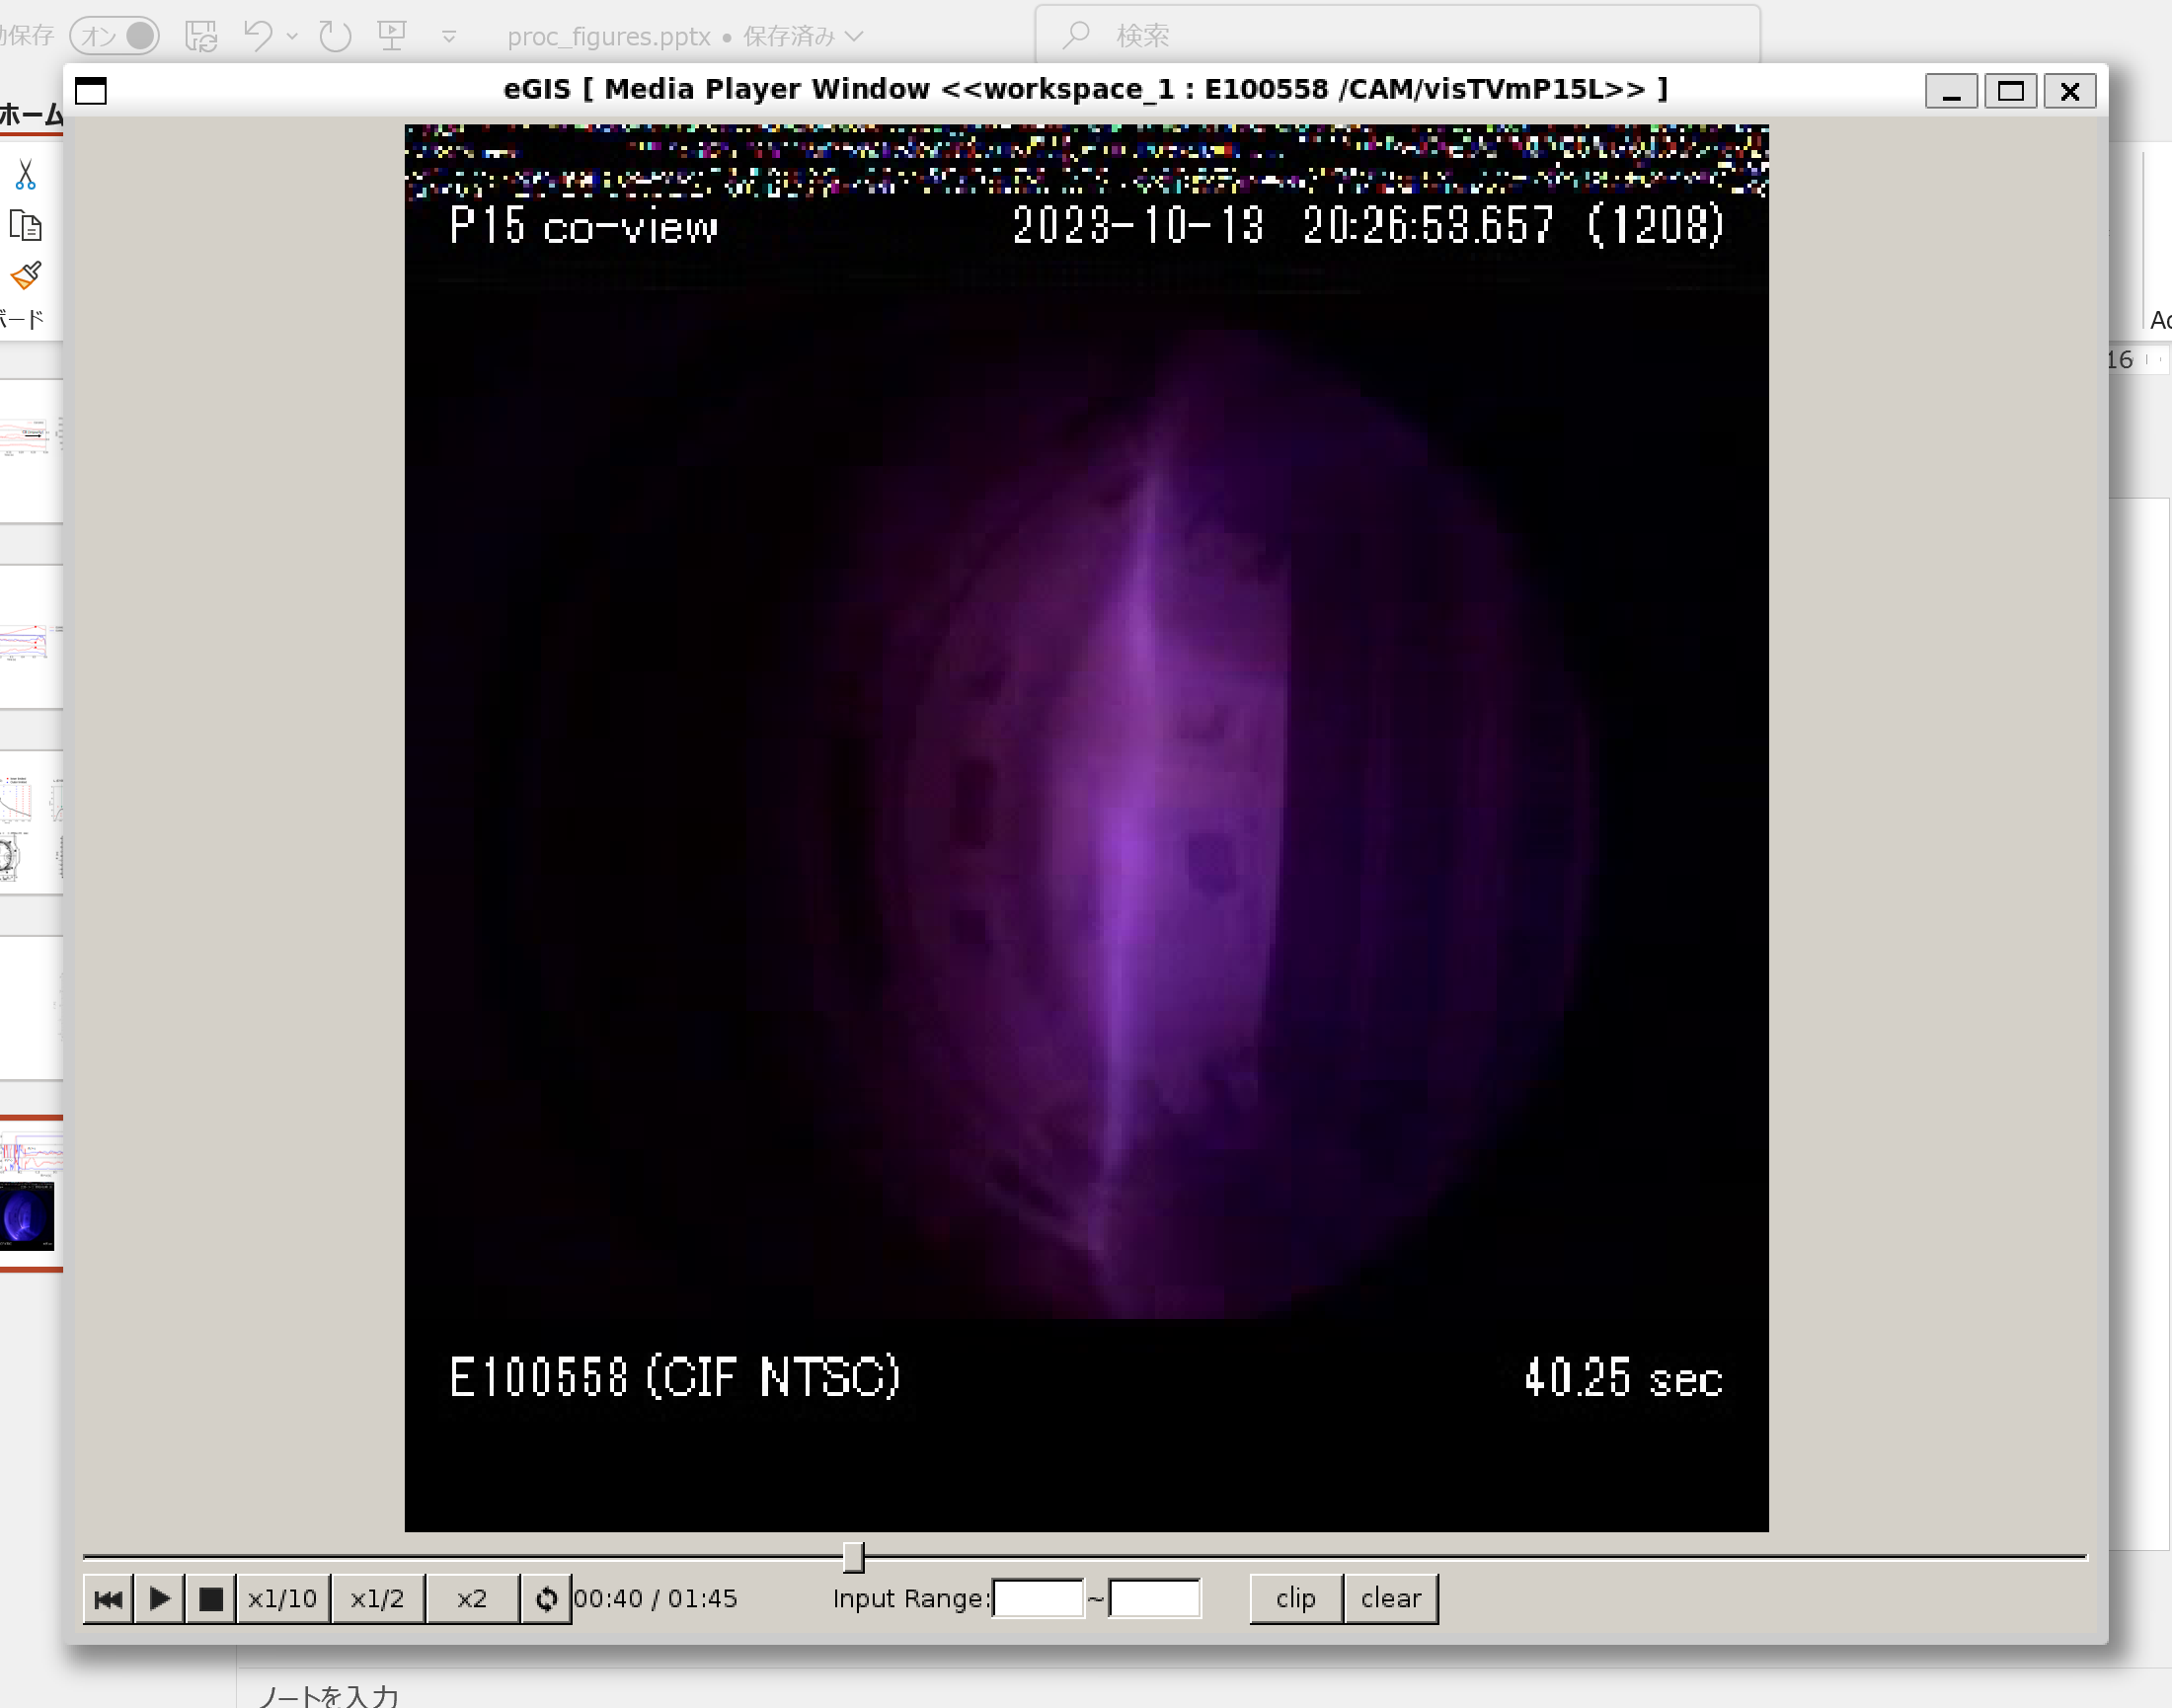 動保存 オン proc_figures.pptx • 保存済み 検索
eGIS [ Media Player Window <<workspace_1 : E100558 /CAM/visTVmP15L>> ]
ホーム
P15 co-view 2023-10-13 20:26:53.657 (1208)
ボード
Ac
16
E100558 (CIF NTSC) 40.25 sec
x1/10 x1/2 x2 00:40 / 01:45 Input Range: ~ clip clear
ノートを入力